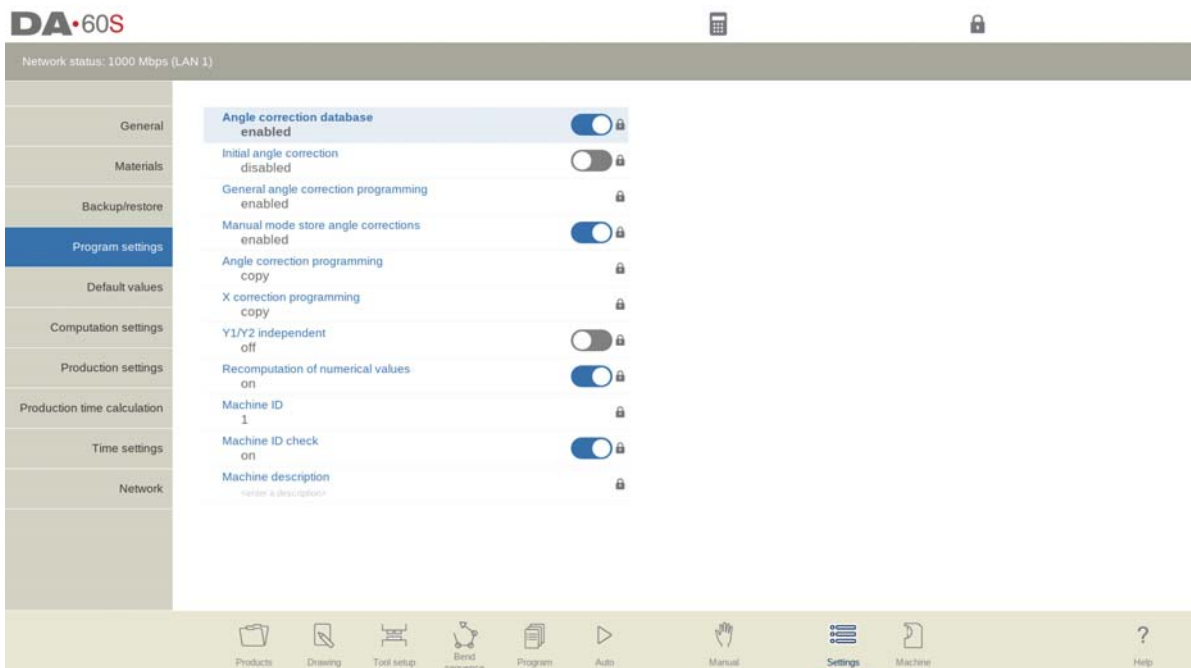 DA•60S
Network status: 1000 Mbps (LAN 1)
General
Materials
Backup/restore
Program settings
Default values
Computation settings
Production settings
Production time calculation
Time settings
Network
Angle correction database
enabled
Initial angle correction
disabled
General angle correction programming
enabled
Manual mode store angle corrections
enabled
Angle correction programming
copy
X correction programming
copy
Y1/Y2 independent
off
Recomputation of numerical values
on
Machine ID
1
Machine ID check
on
Machine description
<enter a description>
Products
Drawing
Tool setup
Bend
Program
Auto
Manual
Settings
Machine
?
Help